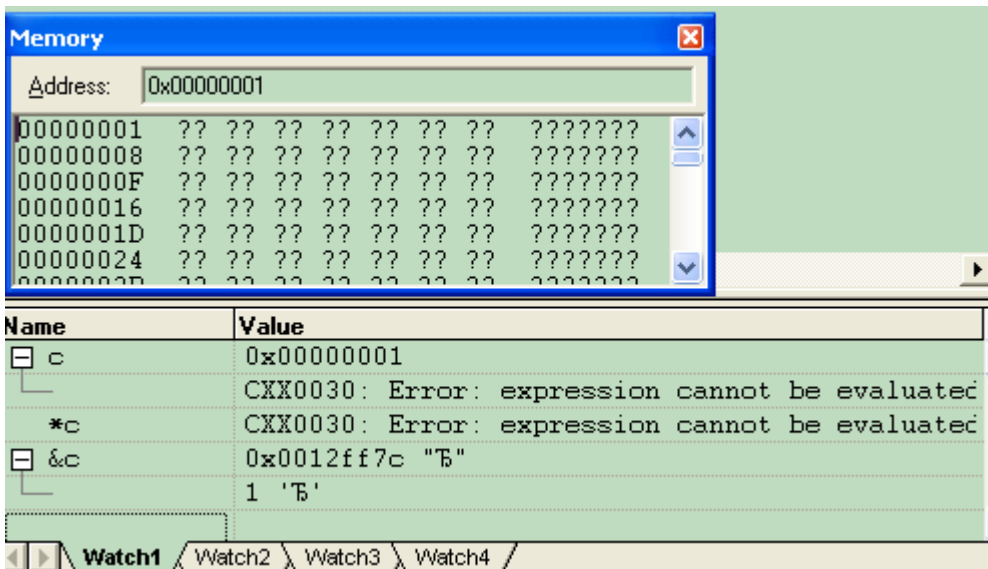 Memory
Address: 0x00000001
00000001 ?? ?? ?? ?? ?? ?? ?? ???????
00000008 ?? ?? ?? ?? ?? ?? ?? ???????
0000000F ?? ?? ?? ?? ?? ?? ?? ???????
00000016 ?? ?? ?? ?? ?? ?? ?? ???????
0000001D ?? ?? ?? ?? ?? ?? ?? ???????
00000024 ?? ?? ?? ?? ?? ?? ?? ???????
Name Value
c 0x00000001
CXX0030: Error: expression cannot be evaluated
*c CXX0030: Error: expression cannot be evaluated
&c 0x0012ff7c "Ъ"
1 'Ъ'
Watch1 Watch2 Watch3 Watch4